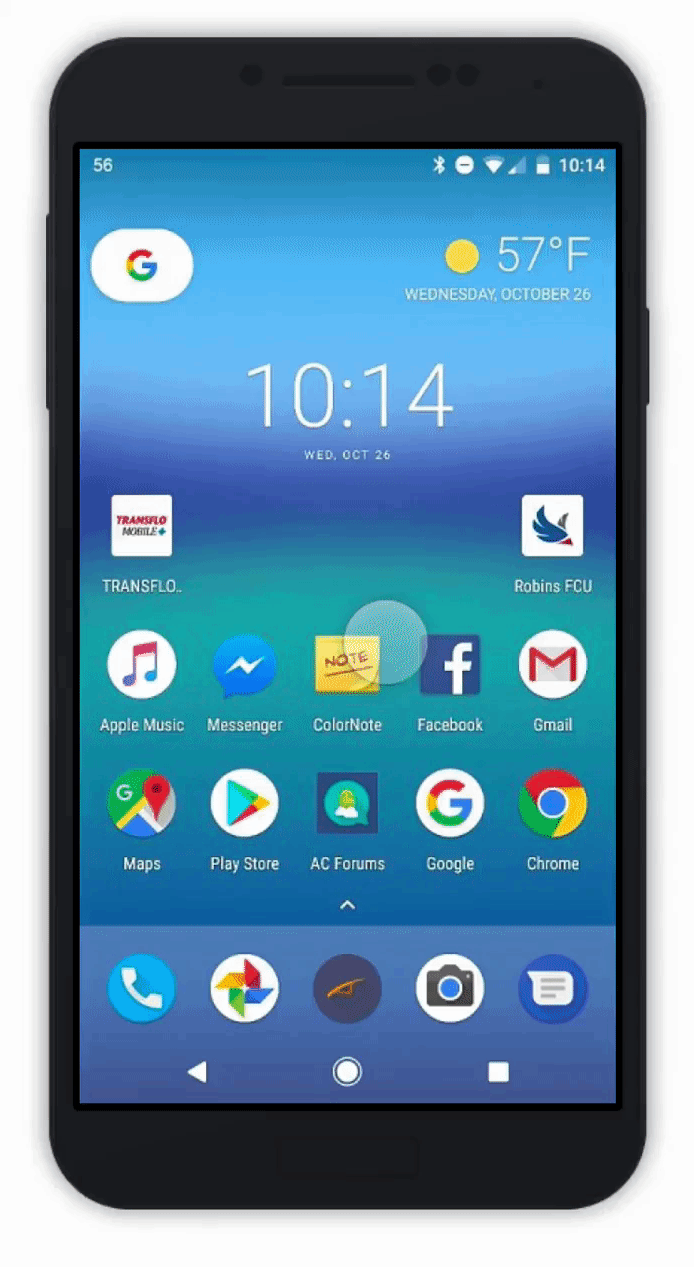 56 10:14
57°F
WEDNESDAY, OCTOBER 26
10:14
WED, OCT 26
TRANSFLO
MOBILE+
TRANSFLO.. Robins FCU
NOTE
Apple Music Messenger ColorNote Facebook Gmail
Maps Play Store AC Forums Google Chrome